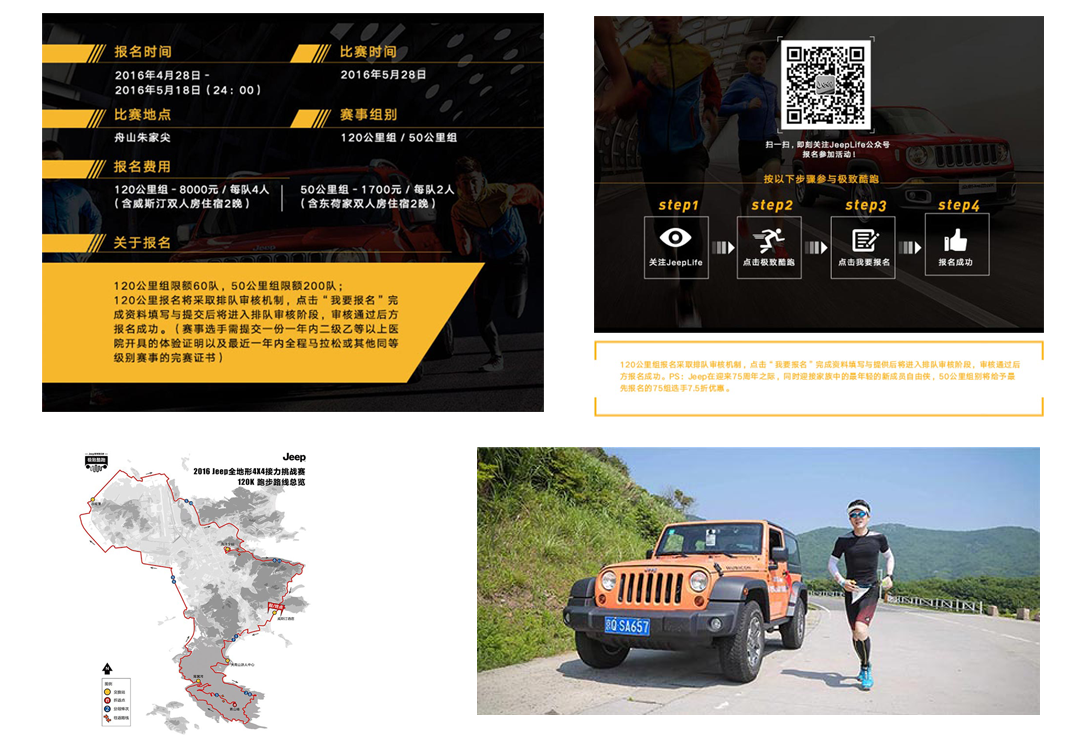 报名时间
2016年4月28日 -
2016年5月18日（24：00）
比赛时间
2016年5月28日
比赛地点
舟山朱家尖
赛事组别
120公里组 / 50公里组
报名费用
120公里组 - 8000元 / 每队4人
（含威斯汀双人房住宿2晚）
50公里组 - 1700元 / 每队2人
（含东荷家双人房住宿2晚）
关于报名
120公里组限额60队，50公里组限额200队；
120公里报名将采取排队审核机制，点击“我要报名”完
成资料填写与提交后将进入排队审核阶段，审核通过后方
报名成功。（赛事选手需提交一份一年内二级乙等以上医
院开具的体验证明以及最近一年内全程马拉松或其他同等
级别赛事的完赛证书）
Jeep
扫一扫，即刻关注JeepLife公众号
报名参加活动！
按以下步骤参与极致酷跑
step1
step2
step3
step4
关注JeepLife
点击极致酷跑
点击我要报名
报名成功
120公里组报名采取排队审核机制，点击“我要报名”完成资料填写与提供后将进入排队审核阶段，审核通过后
方报名成功。PS：Jeep在迎来75周年之际，同时迎接家族中的最年轻的新成员自由侠，50公里组别将给予最
先报名的75组选手7.5折优惠。
极致酷跑
Jeep
2016 Jeep全地形4X4接力挑战赛
120K 跑步路线总览
N
图例
交接站
折返点
往返路线
Jeep
RUBICON
Q SA657